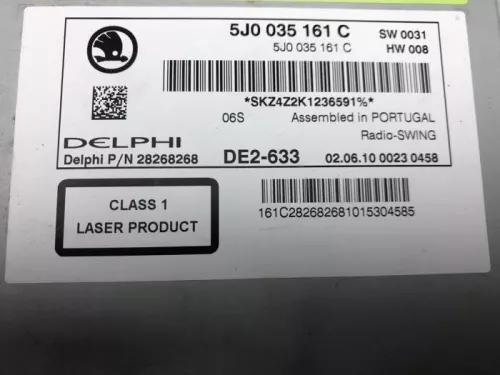 5J0 035 161 C SW 0031
5J0 035 161 C HW 008
*SKZ4Z2K1236591%*
06S Assembled in PORTUGAL
Radio-SWING
DELPHI
Delphi P/N 28268268 DE2-633 02.06.10 0023 0458
CLASS 1
LASER PRODUCT
161C282682681015304585